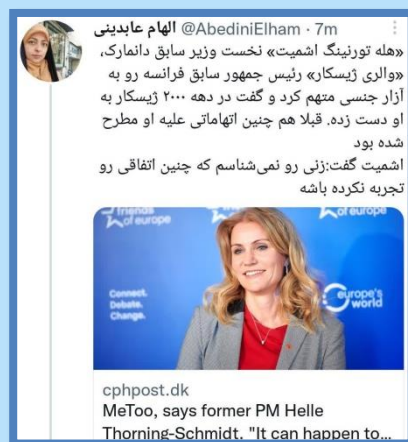 الهام عابدینی @AbediniElham · 7m
«هله تورنینگ اشمیت» نخست وزیر سابق دانمارک،
«والری ژیسکار» رئیس جمهور سابق فرانسه رو به
آزار جنسی متهم کرد و گفت در دهه ۲۰۰۰ ژیسکار به
او دست زده. قبلا هم چنین اتهاماتی علیه او مطرح
شده بود
اشمیت گفت:زنی رو نمی‌شناسم که چنین اتفاقی رو
تجربه نکرده باشه
friends
of europe
of europe
Connect.
Debate.
Change.
europe's
world
cphpost.dk
MeToo, says former PM Helle
Thorning-Schmidt. "It can happen to...